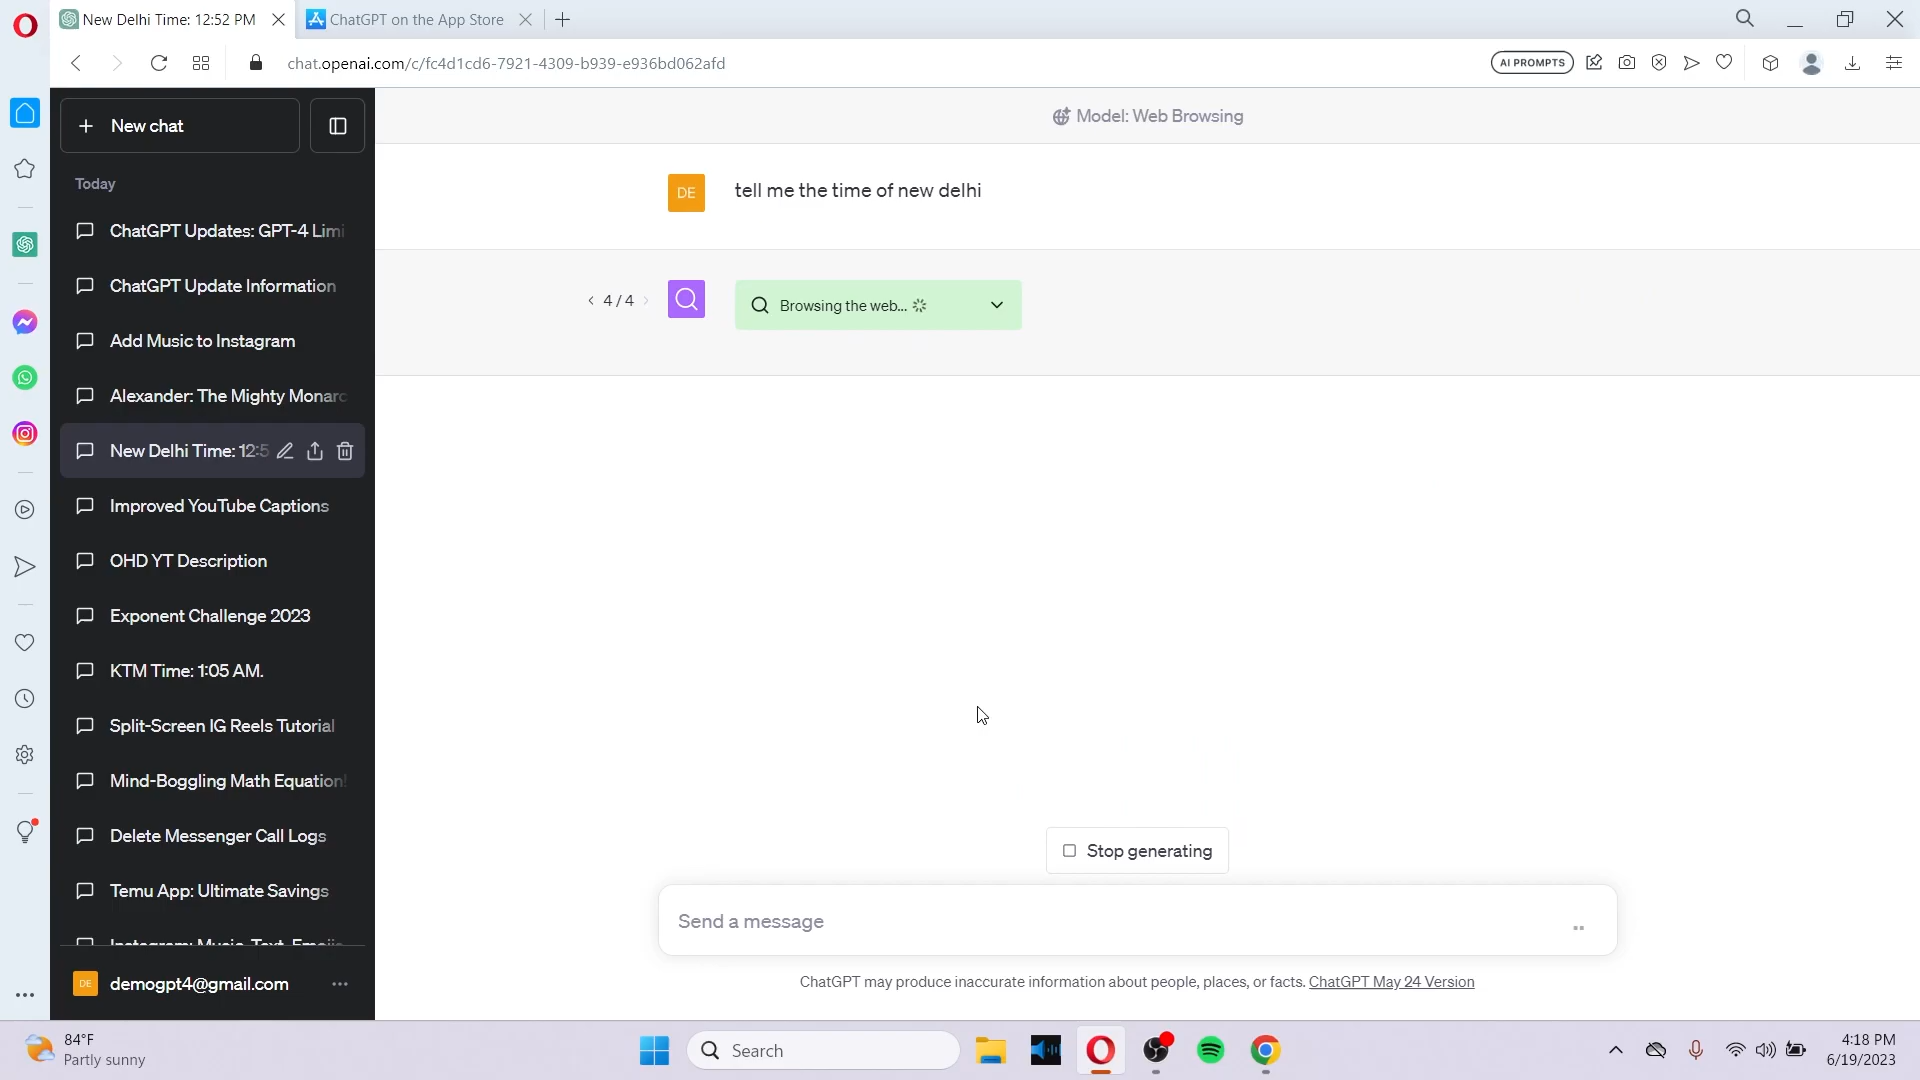 New Delhi Time: 12:52 PM
ChatGPT on the App Store
chat.openai.com/c/fc4d1cd6-7921-4309-b939-e936bd062afd
AI PROMPTS
New chat
Model: Web Browsing
Today
DE
tell me the time of new delhi
ChatGPT Updates: GPT-4 Limi
ChatGPT Update Information
4 / 4
Browsing the web...
Add Music to Instagram
Alexander: The Mighty Monarc
New Delhi Time: 12:5
Improved YouTube Captions
OHD YT Description
Exponent Challenge 2023
KTM Time: 1:05 AM.
Split-Screen IG Reels Tutorial
Mind-Boggling Math Equation!
Delete Messenger Call Logs
Stop generating
Temu App: Ultimate Savings
Send a message
Instagram: Music, Text, Emojis
DE
demogpt4@gmail.com
ChatGPT may produce inaccurate information about people, places, or facts. ChatGPT May 24 Version
84°F
Partly sunny
Search
4:18 PM
6/19/2023